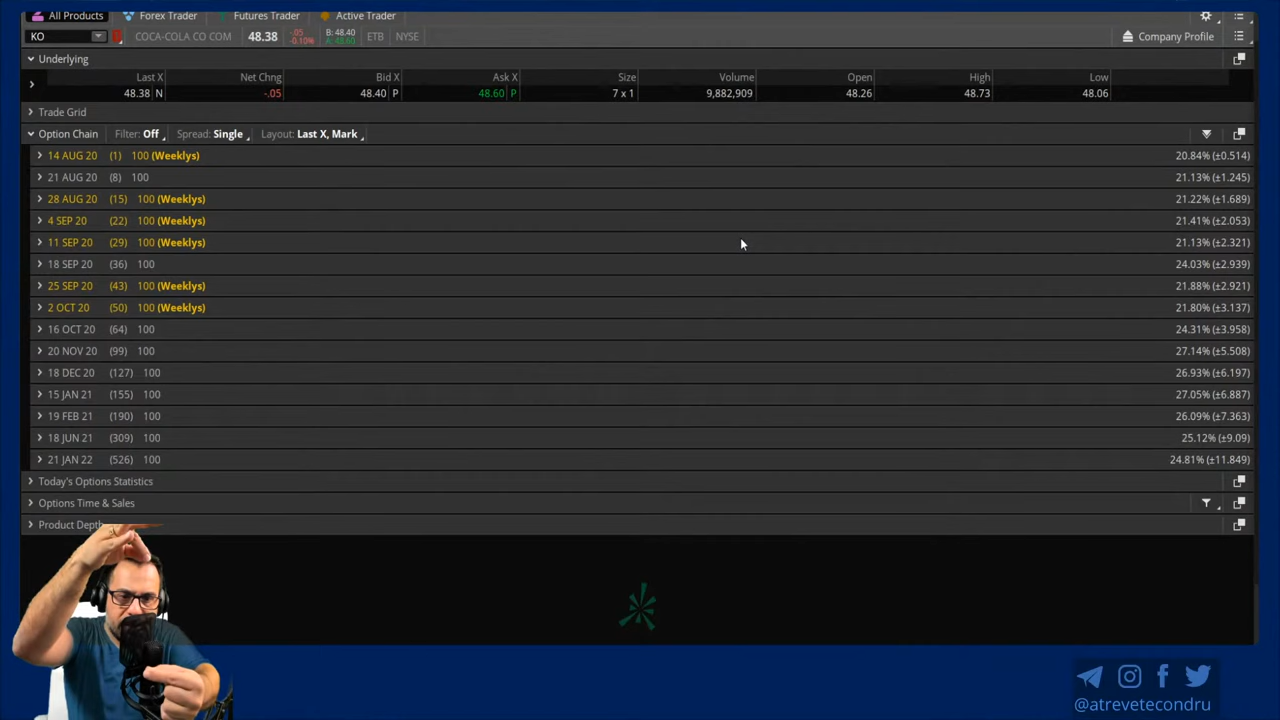 All Products Forex Trader Futures Trader Active Trader
KO COCA-COLA CO COM 48.38 -.05 -0.10% B: 48.40 A: 48.60 ETB NYSE Company Profile
Underlying
Last X Net Chng Bid X Ask X Size Volume Open High Low
48.38 N -.05 48.40 P 48.60 P 7 x 1 9,882,909 48.26 48.73 48.06
Trade Grid
Option Chain Filter: Off Spread: Single Layout: Last X, Mark
14 AUG 20 (1) 100 (Weeklys) 20.84% (±0.514)
21 AUG 20 (8) 100 21.13% (±1.245)
28 AUG 20 (15) 100 (Weeklys) 21.22% (±1.689)
4 SEP 20 (22) 100 (Weeklys) 21.41% (±2.053)
11 SEP 20 (29) 100 (Weeklys) 21.13% (±2.321)
18 SEP 20 (36) 100 24.03% (±2.939)
25 SEP 20 (43) 100 (Weeklys) 21.88% (±2.921)
2 OCT 20 (50) 100 (Weeklys) 21.80% (±3.137)
16 OCT 20 (64) 100 24.31% (±3.958)
20 NOV 20 (99) 100 27.14% (±5.508)
18 DEC 20 (127) 100 26.93% (±6.197)
15 JAN 21 (155) 100 27.05% (±6.887)
19 FEB 21 (190) 100 26.09% (±7.363)
18 JUN 21 (309) 100 25.12% (±9.09)
21 JAN 22 (526) 100 24.81% (±11.849)
Today's Options Statistics
Options Time & Sales
Product Depth
@atrevetecondru